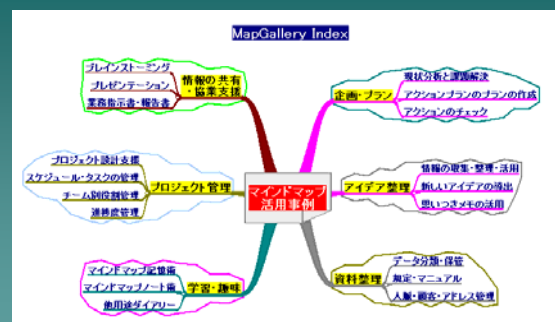 MapGallery Index
ブレインストーミング
プレゼンテーション
業務指示書・報告書
情報の共有
・協業支援
プロジェクト設計支援
スケジュール・タスクの管理
チーム別役割管理
進捗度管理
プロジェクト管理
マインドマップ記憶術
マインドマップノート術
他用途ダイアリー
学習・趣味
マインドマップ
活用事例
企画・プラン
現状分析と課題解決
アクションプランのプランの作成
アクションのチェック
アイデア整理
情報の収集・整理・活用
新しいアイデアの導出
思いつきメモの活用
資料整理
データ分類・保管
規定・マニュアル
人脈・顧客・アドレス管理